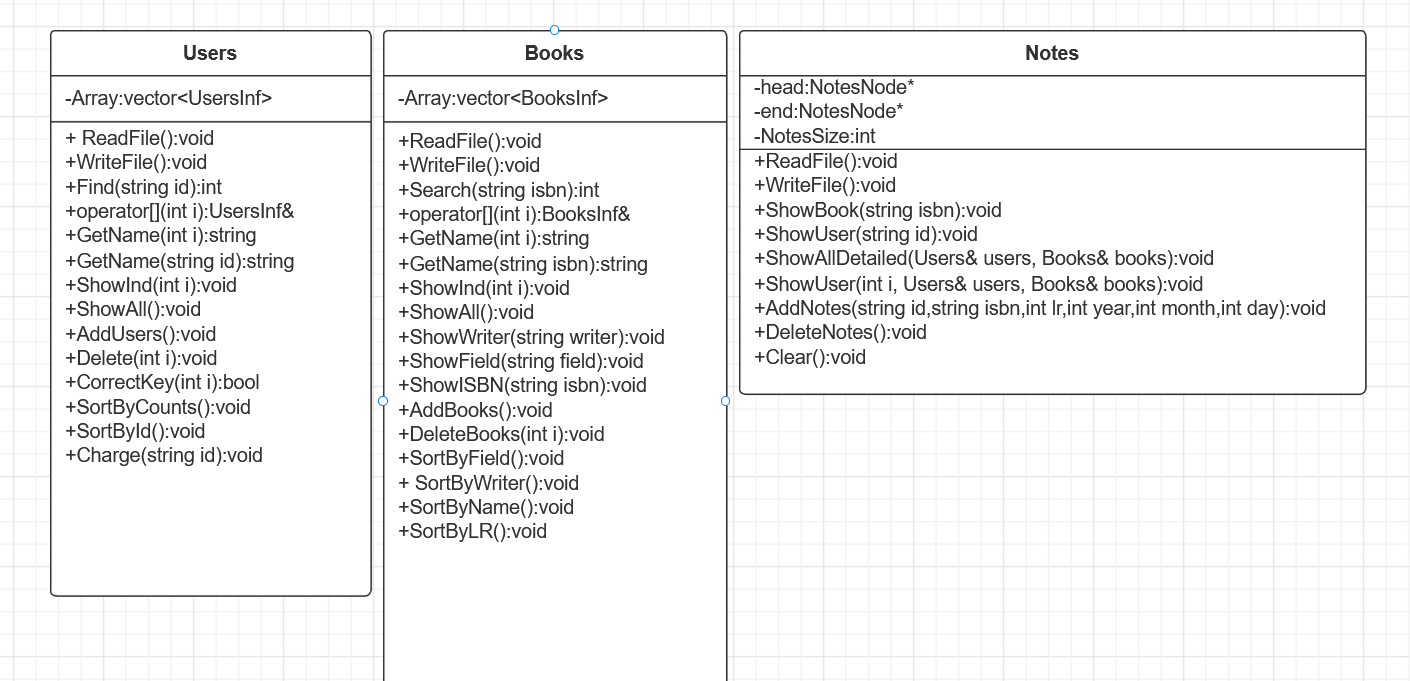 Users
-Array:vector<UsersInf>
+ ReadFile():void
+WriteFile():void
+Find(string id):int
+operator[](int i):UsersInf&
+GetName(int i):string
+GetName(string id):string
+ShowInd(int i):void
+ShowAll():void
+AddUsers():void
+Delete(int i):void
+CorrectKey(int i):bool
+SortByCounts():void
+SortById():void
+Charge(string id):void
Books
-Array:vector<BooksInf>
+ReadFile():void
+WriteFile():void
+Search(string isbn):int
+operator[](int i):BooksInf&
+GetName(int i):string
+GetName(string isbn):string
+ShowInd(int i):void
+ShowAll():void
+ShowWriter(string writer):void
+ShowField(string field):void
+ShowISBN(string isbn):void
+AddBooks():void
+DeleteBooks(int i):void
+SortByField():void
+ SortByWriter():void
+SortByName():void
+SortByLR():void
Notes
-head:NotesNode*
-end:NotesNode*
-NotesSize:int
+ReadFile():void
+WriteFile():void
+ShowBook(string isbn):void
+ShowUser(string id):void
+ShowAllDetailed(Users& users, Books& books):void
+ShowUser(int i, Users& users, Books& books):void
+AddNotes(string id,string isbn,int lr,int year,int month,int day):void
+DeleteNotes():void
+Clear():void